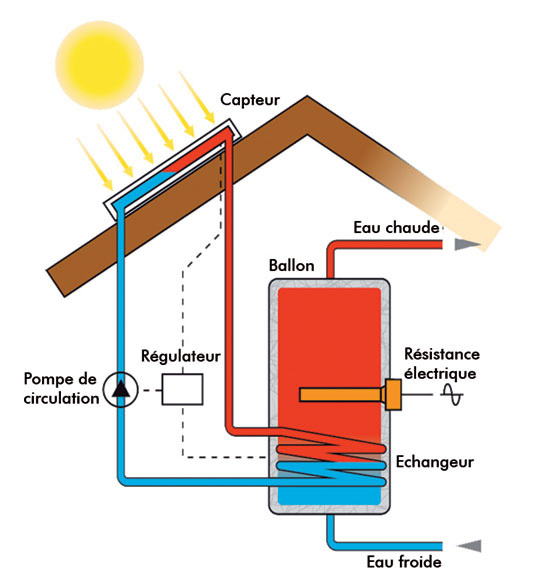 Capteur
Eau chaude
Ballon
Régulateur
Résistance
électrique
Pompe de
circulation
Echangeur
Eau froide